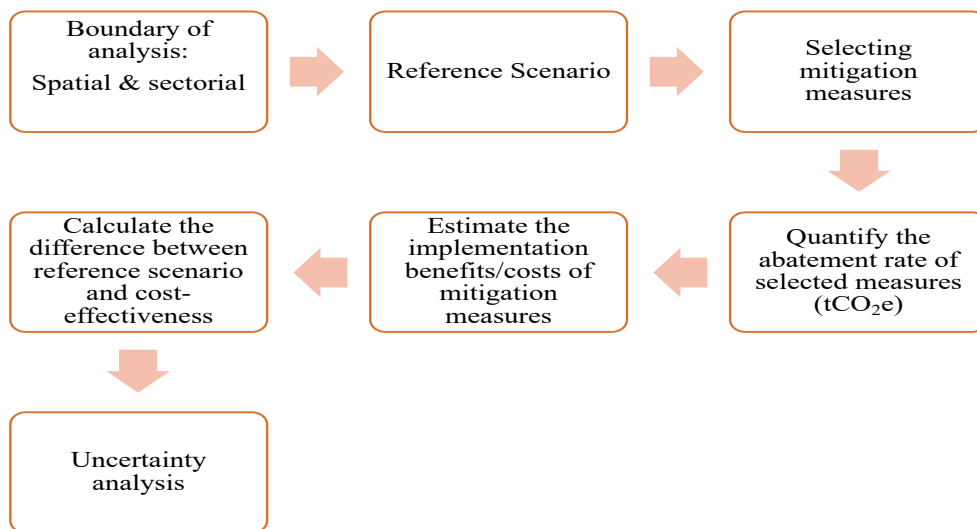 Boundary of
analysis:
Spatial & sectorial
Reference Scenario
Selecting
mitigation
measures
Quantify the
abatement rate of
selected measures
(tCO₂e)
Estimate the
implementation
benefits/costs of
mitigation
measures
Calculate the
difference between
reference scenario
and cost-
effectiveness
Uncertainty
analysis